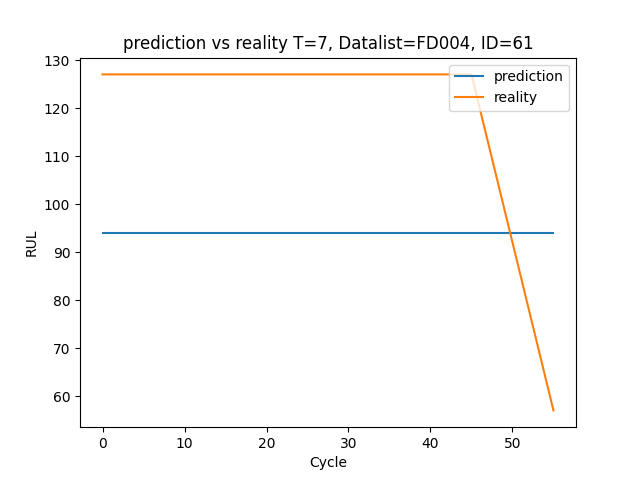 prediction vs reality T=7, Datalist=FD004, ID=61
130
120
110
100
90
80
70
60
RUL
prediction
reality
0 10 20 30 40 50
Cycle